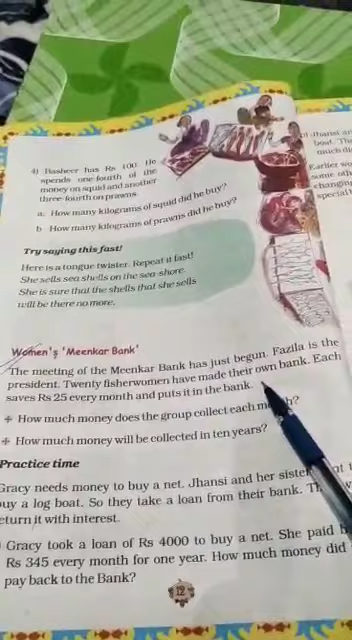 4) Basheer has Rs 100. He
spends one-fourth of the
money on squid and another
three-fourth on prawns.
a. How many kilograms of squid did he buy?
b How many kilograms of prawns did he buy?
Try saying this fast!
Here is a tongue twister. Repeat it fast!
She sells sea shells on the sea-shore.
She is sure that the shells that she sells
will be there no more.
Women's 'Meenkar Bank'
The meeting of the Meenkar Bank has just begun. Fazila is the
president. Twenty fisherwomen have made their own bank. Each
saves Rs 25 every month and puts it in the bank.
How much money does the group collect each
How much money will be collected in ten years?
Practice time
Gracy needs money to buy a net. Jhansi and her sister
buy a log boat. So they take a loan from their bank.
return it with interest.
Gracy took a loan of Rs 4000 to buy a net. She paid
Rs 345 every month for one year. How much money did
pay back to the Bank?
12
Jhansi
boat.
much
Earlier
some
changing
special